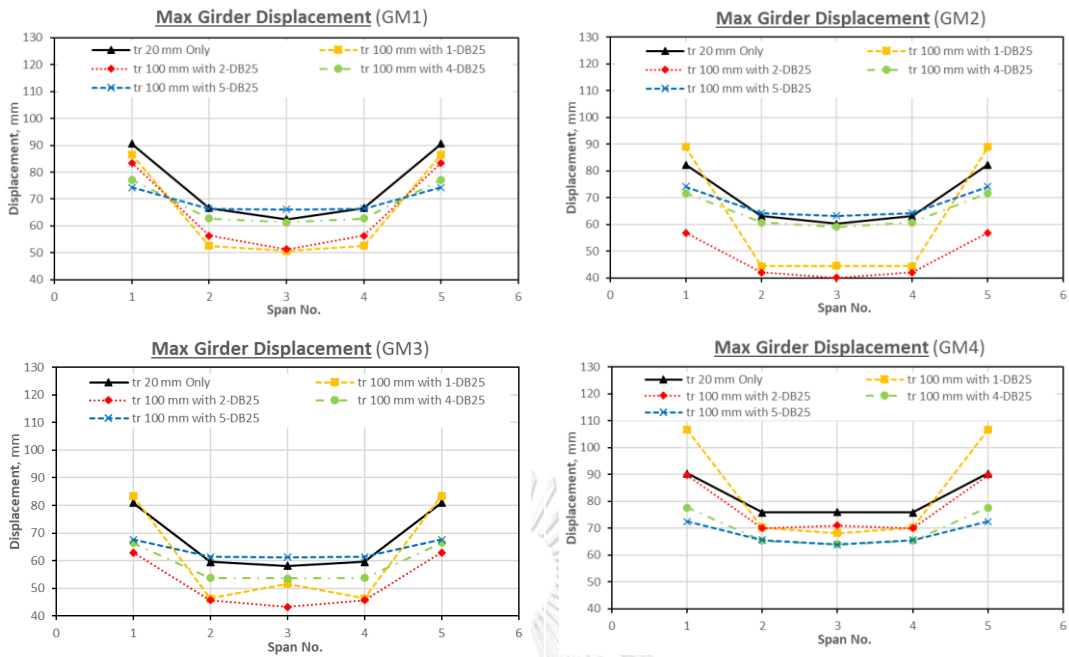 Max Girder Displacement (GM1)
Displacement, mm
130
120
110
100
90
80
70
60
50
40
tr 20 mm Only
tr 100 mm with 1-DB25
tr 100 mm with 2-DB25
tr 100 mm with 4-DB25
tr 100 mm with 5-DB25
0 1 2 3 4 5 6
Span No.
Max Girder Displacement (GM2)
Displacement, mm
130
120
110
100
90
80
70
60
50
40
tr 20 mm Only
tr 100 mm with 1-DB25
tr 100 mm with 2-DB25
tr 100 mm with 4-DB25
tr 100 mm with 5-DB25
0 1 2 3 4 5 6
Span No.
Max Girder Displacement (GM3)
Displacement, mm
130
120
110
100
90
80
70
60
50
40
tr 20 mm Only
tr 100 mm with 1-DB25
tr 100 mm with 2-DB25
tr 100 mm with 4-DB25
tr 100 mm with 5-DB25
0 1 2 3 4 5 6
Span No.
Max Girder Displacement (GM4)
Displacement, mm
130
120
110
100
90
80
70
60
50
40
tr 20 mm Only
tr 100 mm with 1-DB25
tr 100 mm with 2-DB25
tr 100 mm with 4-DB25
tr 100 mm with 5-DB25
0 1 2 3 4 5 6
Span No.